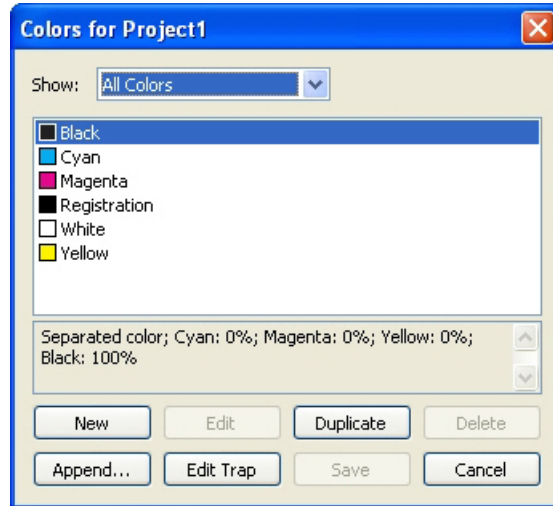 Colors for Project1
Show: All Colors
Black
Cyan
Magenta
Registration
White
Yellow
Separated color; Cyan: 0%; Magenta: 0%; Yellow: 0%;
Black: 100%
New Edit Duplicate Delete
Append... Edit Trap Save Cancel